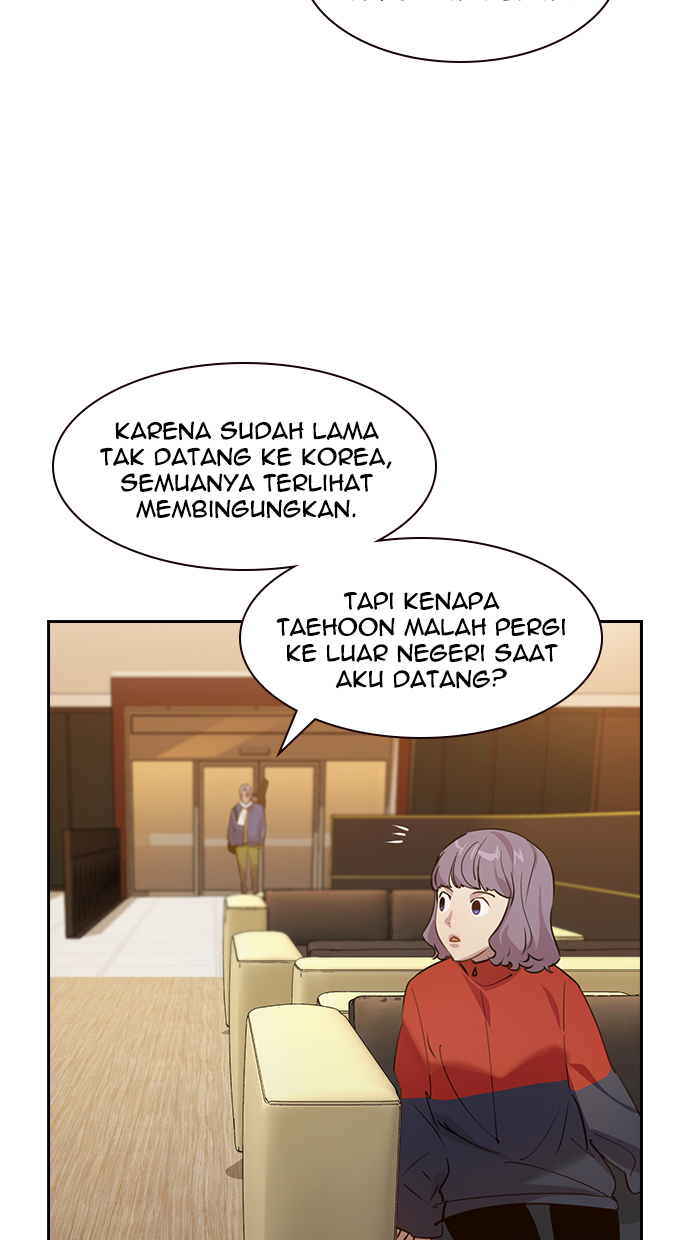 KARENA SUDAH LAMA
TAK DATANG KE KOREA,
SEMUANYA TERLIHAT
MEMBINGUNGKAN.
TAPI KENAPA
TAEHOON MALAH PERGI
KE LUAR NEGERI SAAT
AKU DATANG?